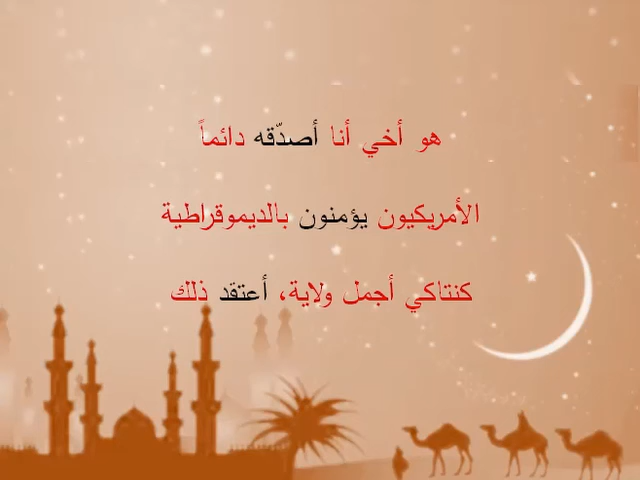 هو أخي أنا أصدّقه دائماً
الأمريكيون يؤمنون بالديموقراطية
كنتاكي أجمل ولاية، أعتقد ذلك